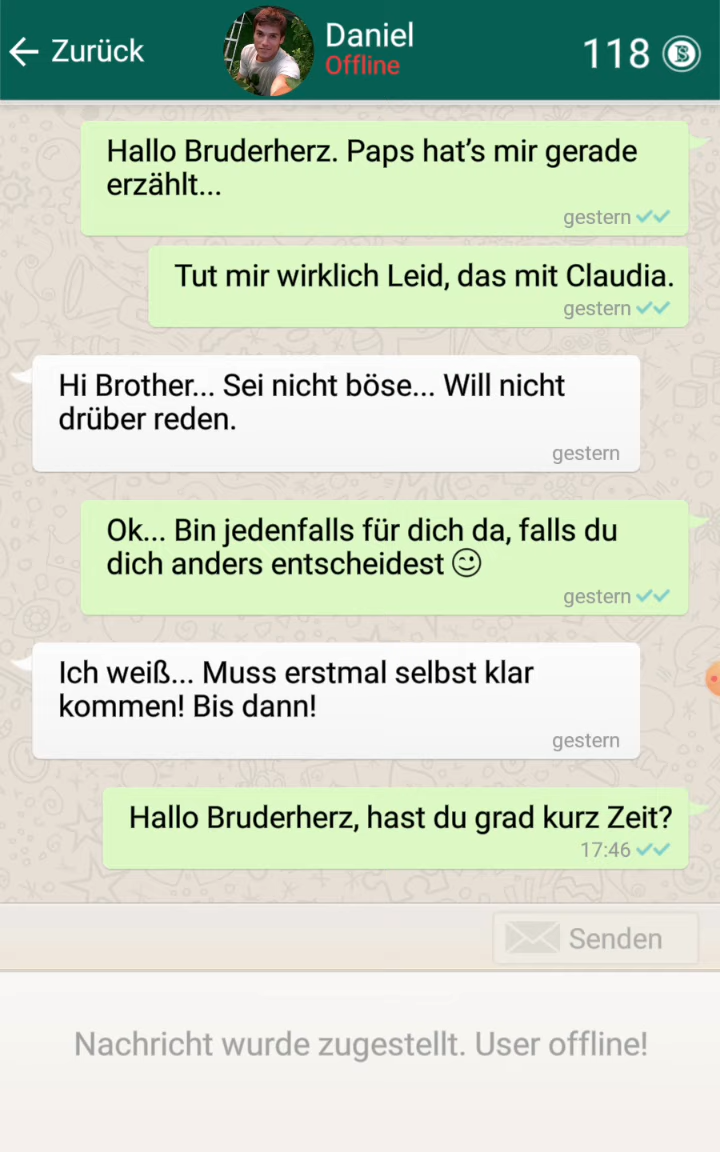 Zurück
Daniel
Offline
118
Hallo Bruderherz. Paps hat’s mir gerade
erzählt...
gestern
Tut mir wirklich Leid, das mit Claudia.
gestern
Hi Brother... Sei nicht böse... Will nicht
drüber reden.
gestern
Ok... Bin jedenfalls für dich da, falls du
dich anders entscheidest 😉
gestern
Ich weiß... Muss erstmal selbst klar
kommen! Bis dann!
gestern
Hallo Bruderherz, hast du grad kurz Zeit?
17:46
Senden
Nachricht wurde zugestellt. User offline!